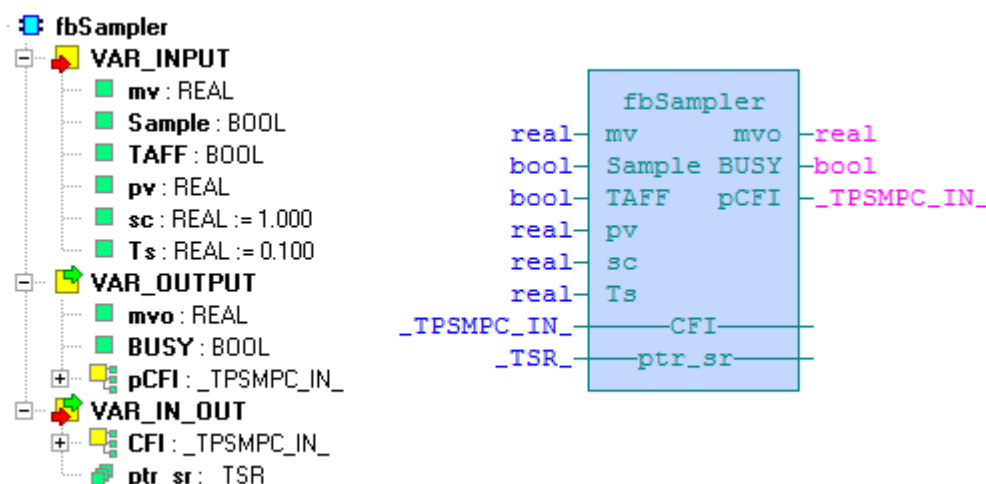 fbSampler
VAR_INPUT
mv : REAL
Sample : BOOL
TAFF : BOOL
pv : REAL
sc : REAL := 1.000
Ts : REAL := 0.100
VAR_OUTPUT
mvo : REAL
BUSY : BOOL
pCFI : _TPSMPC_IN_
VAR_IN_OUT
CFI : _TPSMPC_IN_
ptr_sr : _TSR_
fbSampler
real mv mvo real
bool Sample BUSY bool
bool TAFF pCFI _TPSMPC_IN_
real pv
real sc
real Ts
_TPSMPC_IN_ CFI
_TSR_ ptr_sr